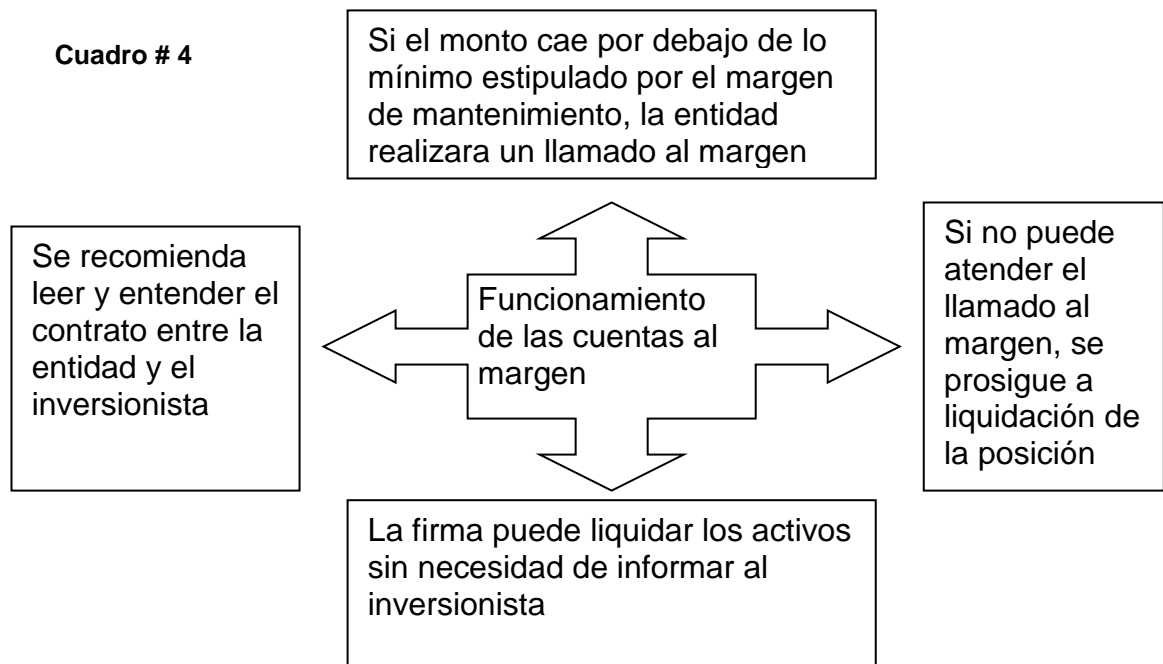 Cuadro # 4
Si el monto cae por debajo de lo
mínimo estipulado por el margen
de mantenimiento, la entidad
realizara un llamado al margen
Se recomienda
leer y entender el
contrato entre la
entidad y el
inversionista
Funcionamiento
de las cuentas al
margen
Si no puede
atender el
llamado al
margen, se
prosigue a
liquidación de
la posición
La firma puede liquidar los activos
sin necesidad de informar al
inversionista